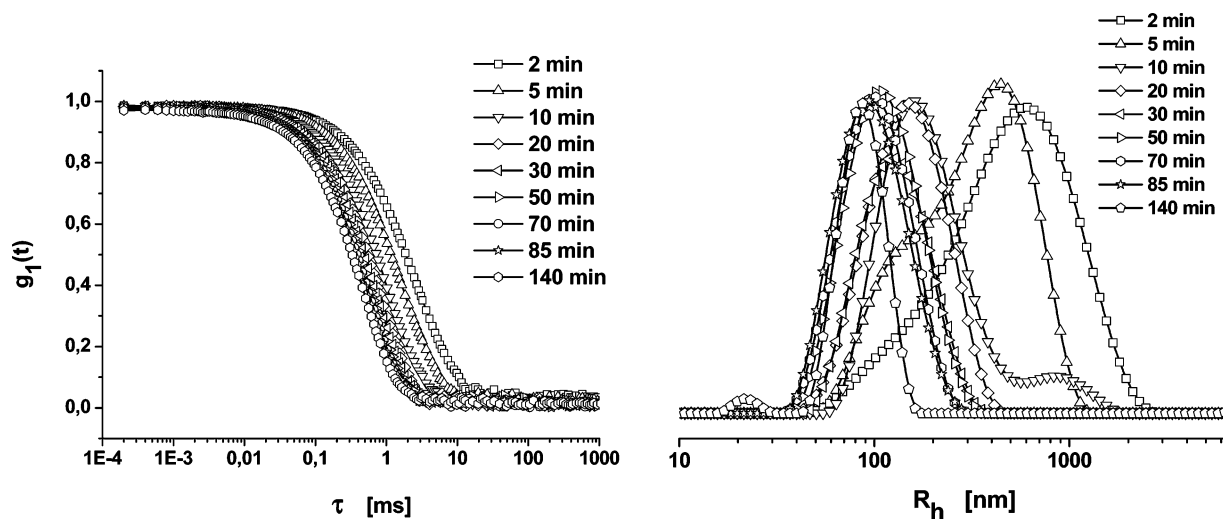 2 min
5 min
10 min
20 min
30 min
50 min
70 min
85 min
140 min
1,0
0,8
0,6
0,4
0,2
0,0
g1(t)
1E-4 1E-3 0,01 0,1 1 10 100 1000
τ [ms]
2 min
5 min
10 min
20 min
30 min
50 min
70 min
85 min
140 min
10 100 1000
Rh [nm]